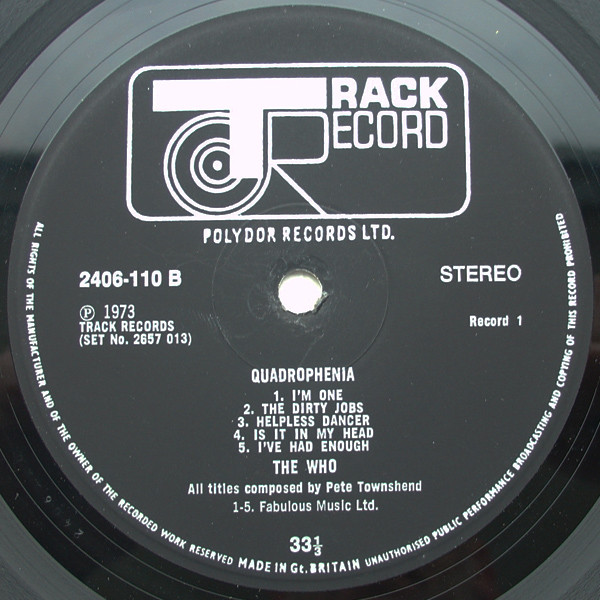 TRACK
RECORD
POLYDOR RECORDS LTD.
2406-110 B
STEREO
℗ 1973
TRACK RECORDS
(SET No. 2657 013)
Record 1
QUADROPHENIA
1. I'M ONE
2. THE DIRTY JOBS
3. HELPLESS DANCER
4. IS IT IN MY HEAD
5. I'VE HAD ENOUGH
THE WHO
All titles composed by Pete Townshend
1-5. Fabulous Music Ltd.
33⅓
ALL RIGHTS OF THE MANUFACTURER AND OF THE OWNER OF THE RECORDED WORK RESERVED MADE IN Gt. BRITAIN UNAUTHORISED PUBLIC PERFORMANCE BROADCASTING AND COPYING OF THIS RECORD PROHIBITED